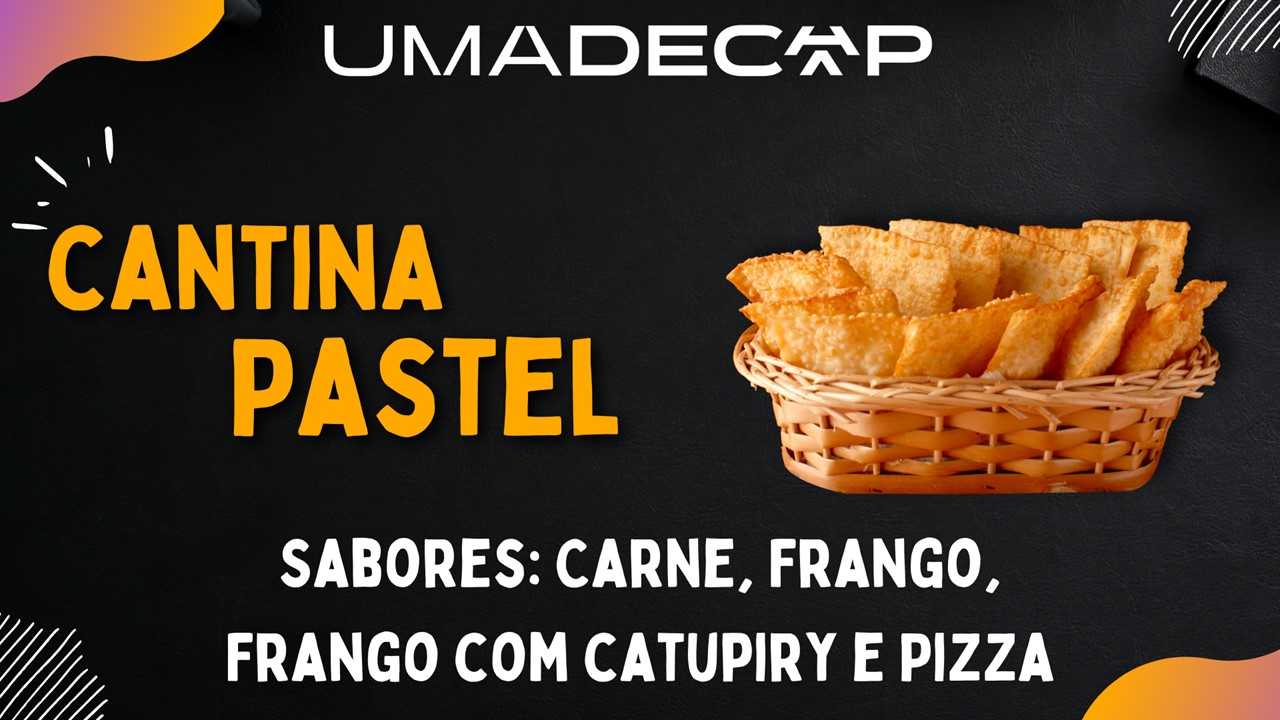 UMADECAP
CANTINA
PASTEL
SABORES: CARNE, FRANGO,
FRANGO COM CATUPIRY E PIZZA